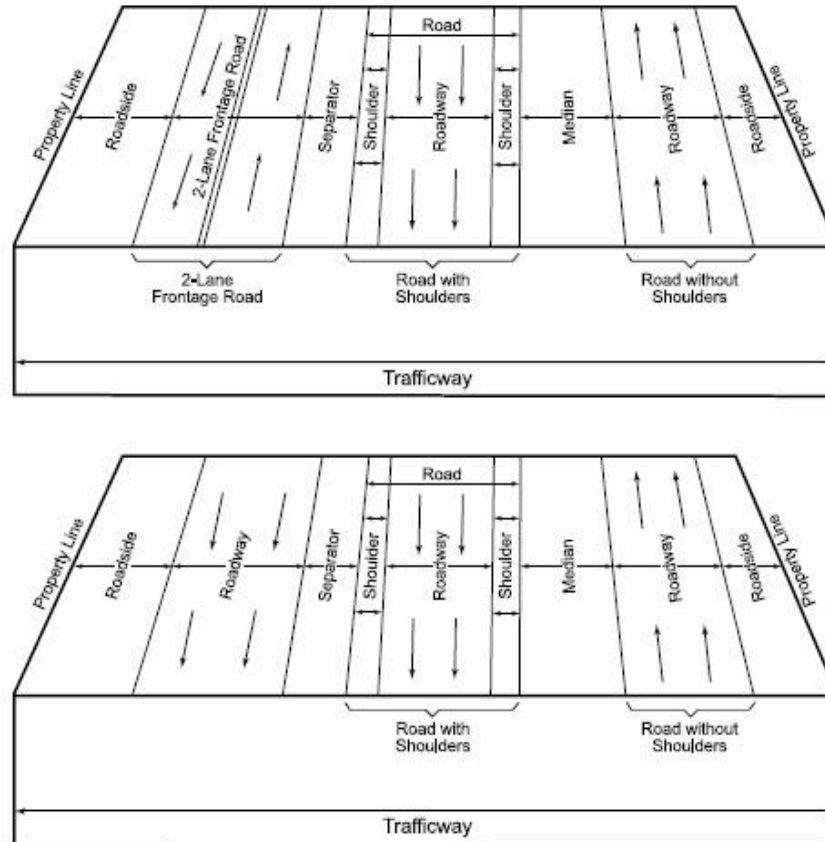 Road
Property Line
Roadside
2-Lane Frontage Road
Separator
Shoulder
Roadway
Shoulder
Median
Roadway
Roadside
Property Line
2-Lane
Frontage Road
Road with
Shoulders
Road without
Shoulders
Trafficway
Road
Property Line
Roadside
Roadway
Separator
Shoulder
Roadway
Shoulder
Median
Roadway
Roadside
Property Line
Road with
Shoulders
Road without
Shoulders
Trafficway